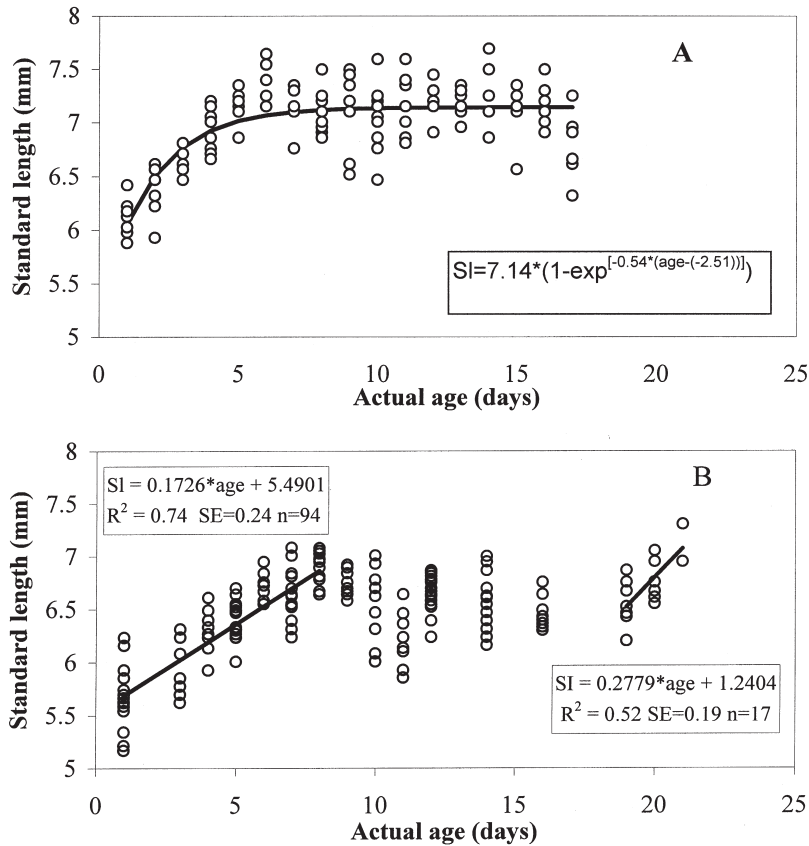 8
A
7.5
7
6.5
6
5.5
5
Standard length (mm)
Sl=7.14*(1-exp[-0.54*(age-(-2.51))])
0 5 10 15 20 25
Actual age (days)
8
B
7.5
7
6.5
6
5.5
5
Standard length (mm)
Sl = 0.1726*age + 5.4901
R² = 0.74 SE=0.24 n=94
Sl = 0.2779*age + 1.2404
R² = 0.52 SE=0.19 n=17
0 5 10 15 20 25
Actual age (days)